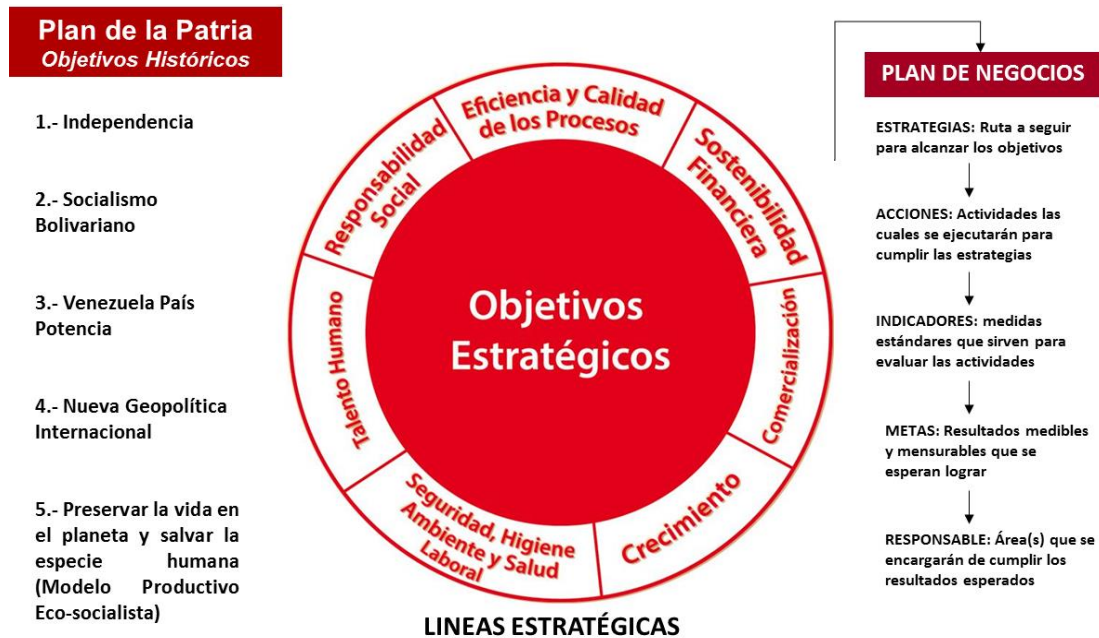 Plan de la Patria
Objetivos Históricos
1.- Independencia
2.- Socialismo
Bolivariano
3.- Venezuela País
Potencia
4.- Nueva Geopolítica
Internacional
5.- Preservar la vida en
el planeta y salvar la
especie humana
(Modelo Productivo
Eco-socialista)
Eficiencia y Calidad
de los Procesos
Sostenibilidad
Financiera
Comercialización
Crecimiento
Seguridad, Higiene
Ambiente y Salud
Laboral
Talento Humano
Responsabilidad
Social
Objetivos
Estratégicos
LINEAS ESTRATÉGICAS
PLAN DE NEGOCIOS
ESTRATEGIAS: Ruta a seguir
para alcanzar los objetivos
ACCIONES: Actividades las
cuales se ejecutarán para
cumplir las estrategias
INDICADORES: medidas
estándares que sirven para
evaluar las actividades
METAS: Resultados medibles
y mensurables que se
esperan lograr
RESPONSABLE: Área(s) que se
encargarán de cumplir los
resultados esperados